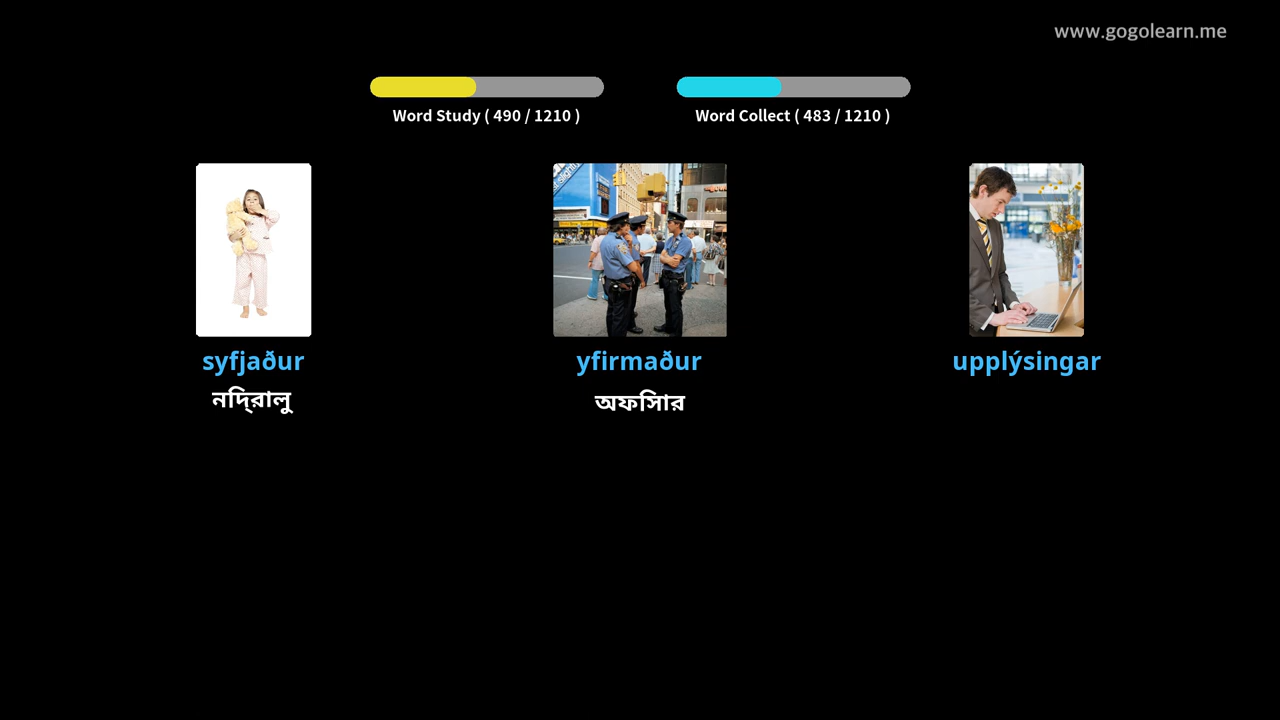 www.gogolearn.me
Word Study ( 490 / 1210 )
Word Collect ( 483 / 1210 )
syfjaður
yfirmaður
upplýsingar
নিদ্রালু
অফিসার